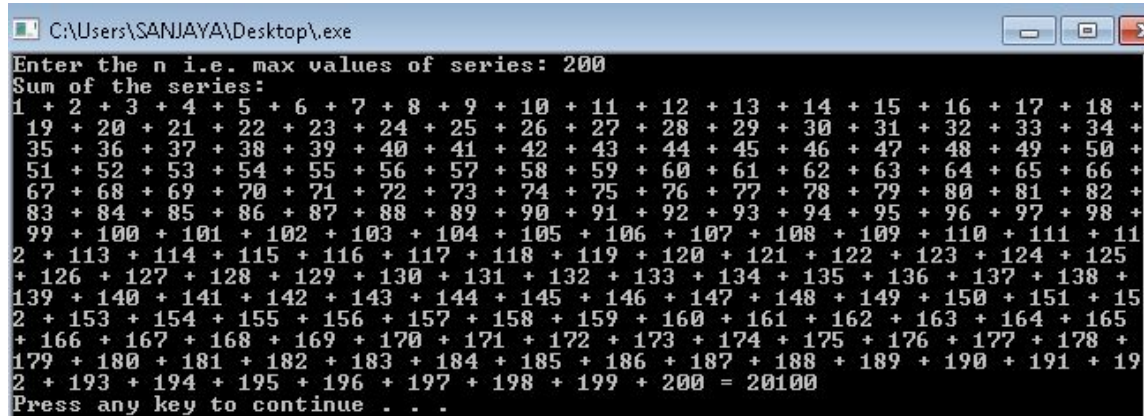 C:\Users\SANJAYA\Desktop\.exe
Enter the n i.e. max values of series: 200
Sum of the series:
1 + 2 + 3 + 4 + 5 + 6 + 7 + 8 + 9 + 10 + 11 + 12 + 13 + 14 + 15 + 16 + 17 + 18 +
19 + 20 + 21 + 22 + 23 + 24 + 25 + 26 + 27 + 28 + 29 + 30 + 31 + 32 + 33 + 34 +
35 + 36 + 37 + 38 + 39 + 40 + 41 + 42 + 43 + 44 + 45 + 46 + 47 + 48 + 49 + 50 +
51 + 52 + 53 + 54 + 55 + 56 + 57 + 58 + 59 + 60 + 61 + 62 + 63 + 64 + 65 + 66 +
67 + 68 + 69 + 70 + 71 + 72 + 73 + 74 + 75 + 76 + 77 + 78 + 79 + 80 + 81 + 82 +
83 + 84 + 85 + 86 + 87 + 88 + 89 + 90 + 91 + 92 + 93 + 94 + 95 + 96 + 97 + 98 +
99 + 100 + 101 + 102 + 103 + 104 + 105 + 106 + 107 + 108 + 109 + 110 + 111 + 11
2 + 113 + 114 + 115 + 116 + 117 + 118 + 119 + 120 + 121 + 122 + 123 + 124 + 125
+ 126 + 127 + 128 + 129 + 130 + 131 + 132 + 133 + 134 + 135 + 136 + 137 + 138 +
139 + 140 + 141 + 142 + 143 + 144 + 145 + 146 + 147 + 148 + 149 + 150 + 151 + 15
2 + 153 + 154 + 155 + 156 + 157 + 158 + 159 + 160 + 161 + 162 + 163 + 164 + 165
+ 166 + 167 + 168 + 169 + 170 + 171 + 172 + 173 + 174 + 175 + 176 + 177 + 178 +
179 + 180 + 181 + 182 + 183 + 184 + 185 + 186 + 187 + 188 + 189 + 190 + 191 + 19
2 + 193 + 194 + 195 + 196 + 197 + 198 + 199 + 200 = 20100
Press any key to continue . . .